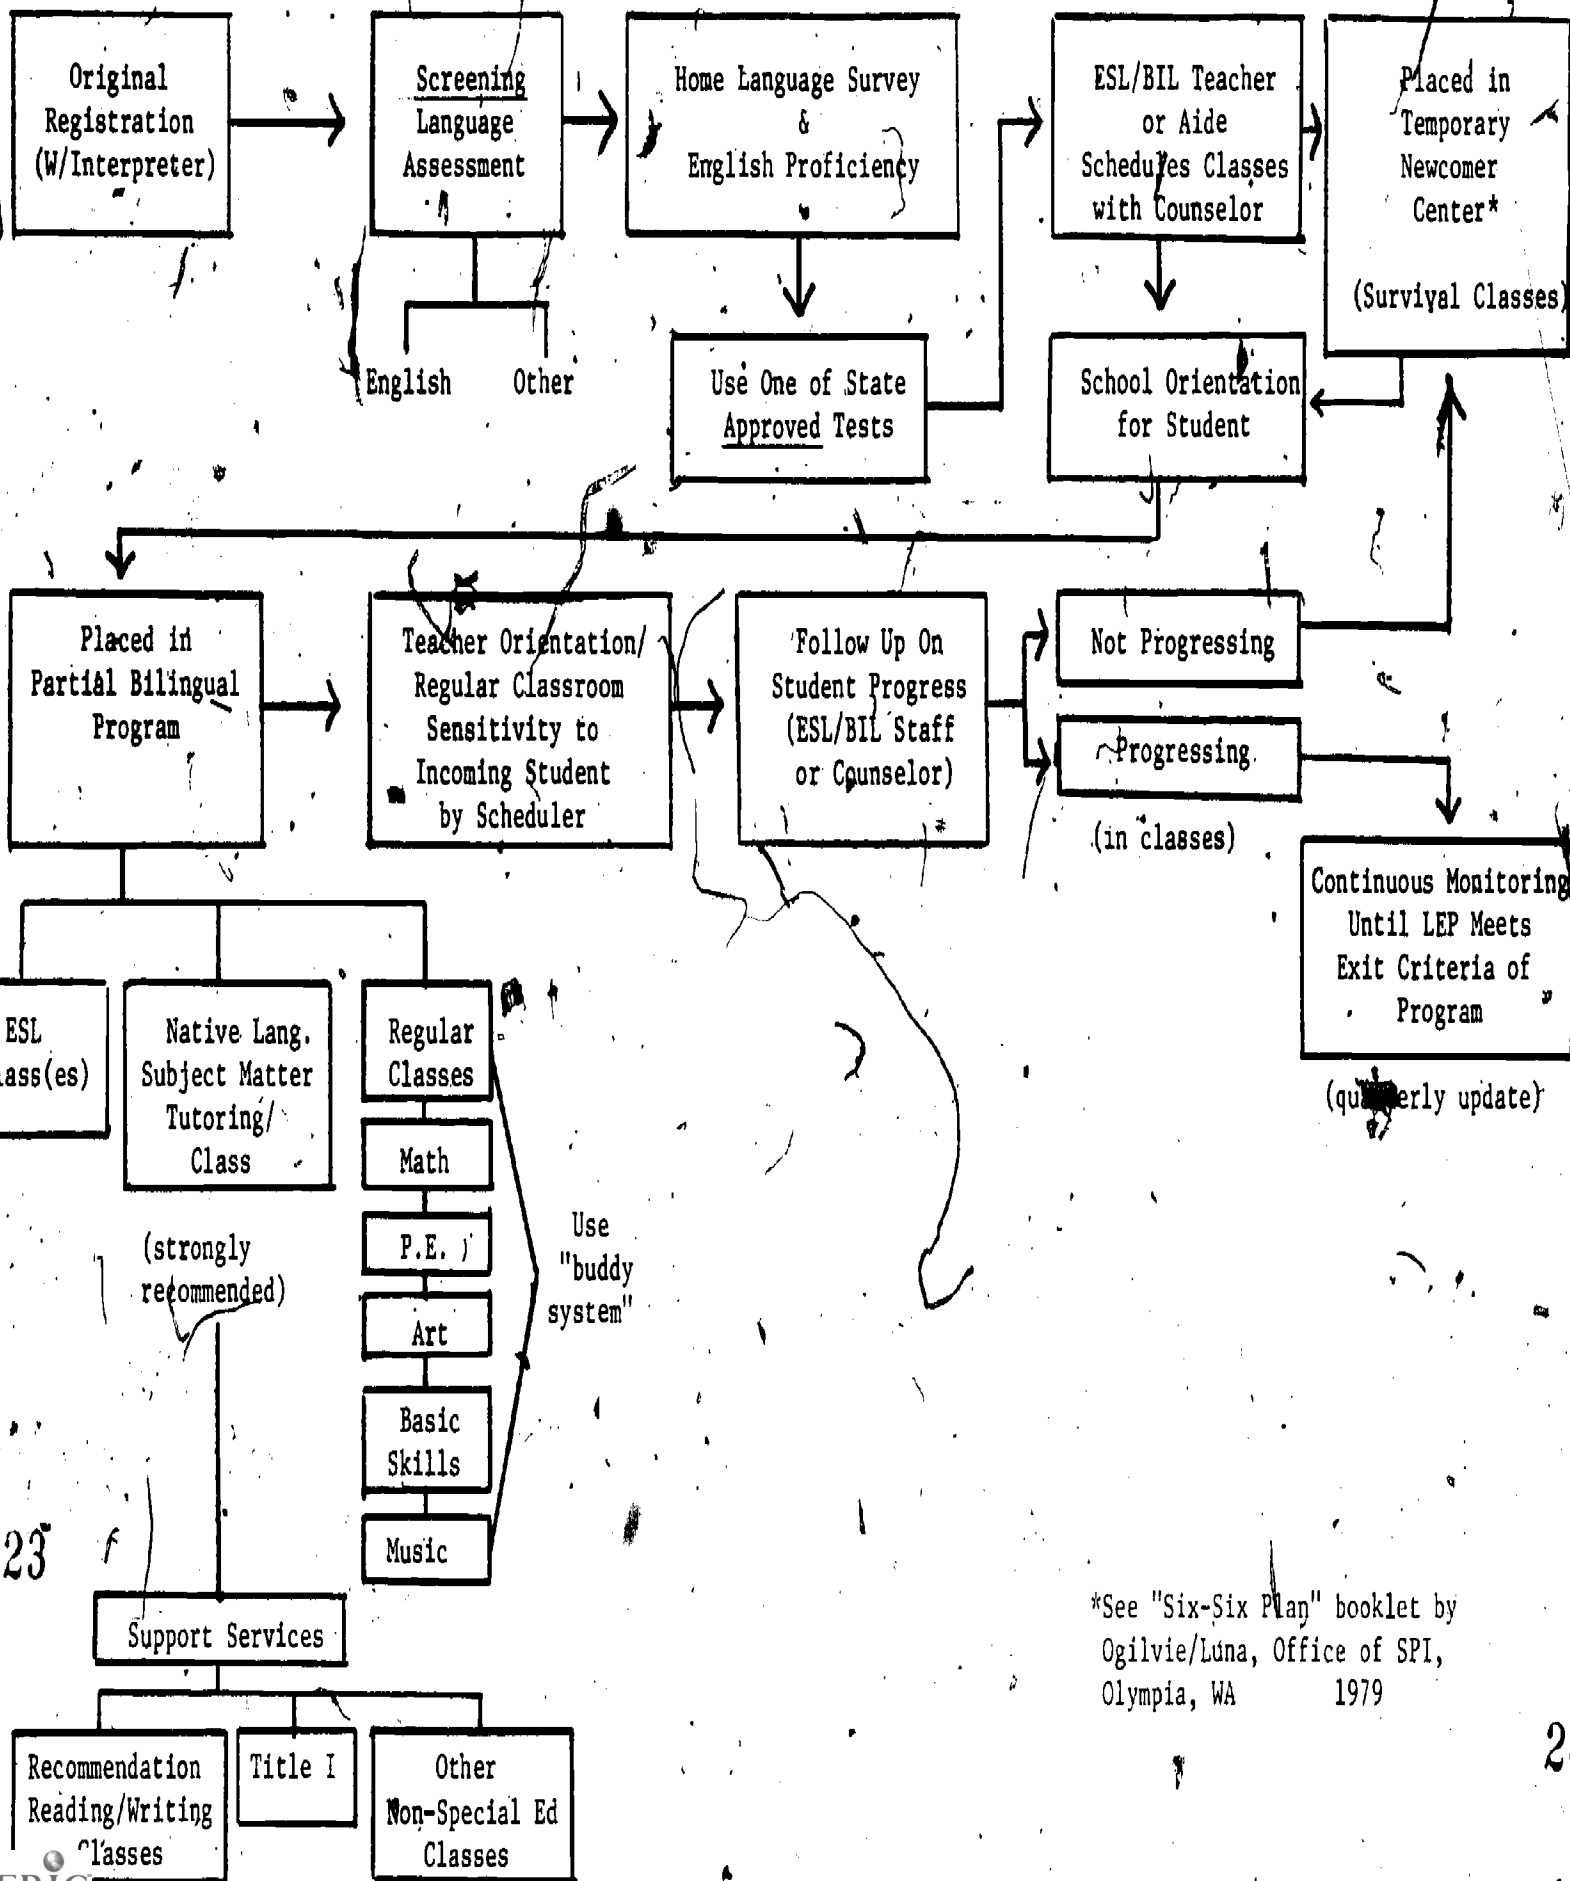 Original
Registration
(W/Interpreter)
Screening
Language
Assessment
English
Other
Home Language Survey
&
English Proficiency
Use One of State
Approved Tests
ESL/BIL Teacher
or Aide
Schedules Classes
with Counselor
Placed in
Temporary
Newcomer
Center*
(Survival Classes)
School Orientation
for Student
Placed in
Partial Bilingual
Program
Teacher Orientation/
Regular Classroom
Sensitivity to
Incoming Student
by Scheduler
Follow Up On
Student Progress
(ESL/BIL Staff
or Counselor)
Not Progressing
Progressing
(in classes)
Continuous Monitoring
Until LEP Meets
Exit Criteria of
Program
(quarterly update)
ESL
ass(es)
Native Lang.
Subject Matter
Tutoring/
Class
(strongly
recommended)
Regular
Classes
Math
P.E.
Art
Basic
Skills
Music
Use
"buddy
system"
23
Support Services
Recommendation
Reading/Writing
Classes
Title I
Other
Non-Special Ed
Classes
*See "Six-Six Plan" booklet by
Ogilvie/Luna, Office of SPI,
Olympia, WA 1979
2